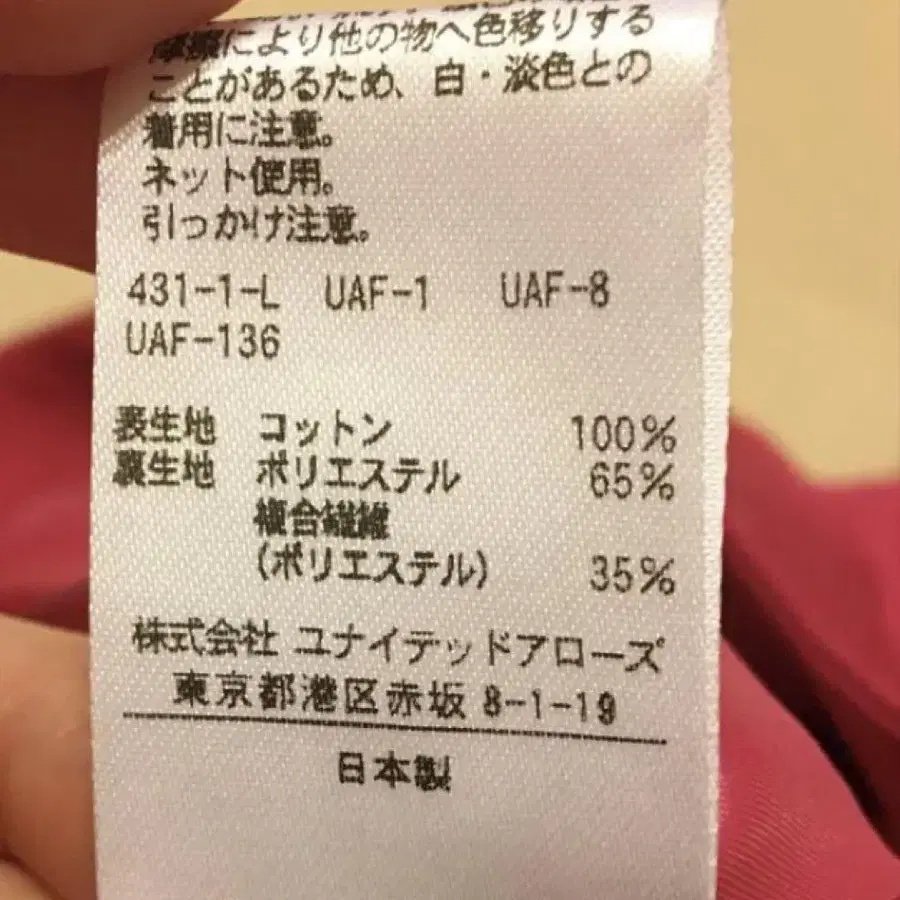 摩擦により他の物へ色移りする
ことがあるため、白・淡色との
着用に注意。
ネット使用。
引っかけ注意。
431-1-L UAF-1 UAF-8
UAF-136
表生地 コットン 100%
裏生地 ポリエステル 65%
複合繊維
(ポリエステル) 35%
株式会社 ユナイテッドアローズ
東京都港区赤坂 8-1-19
日本製